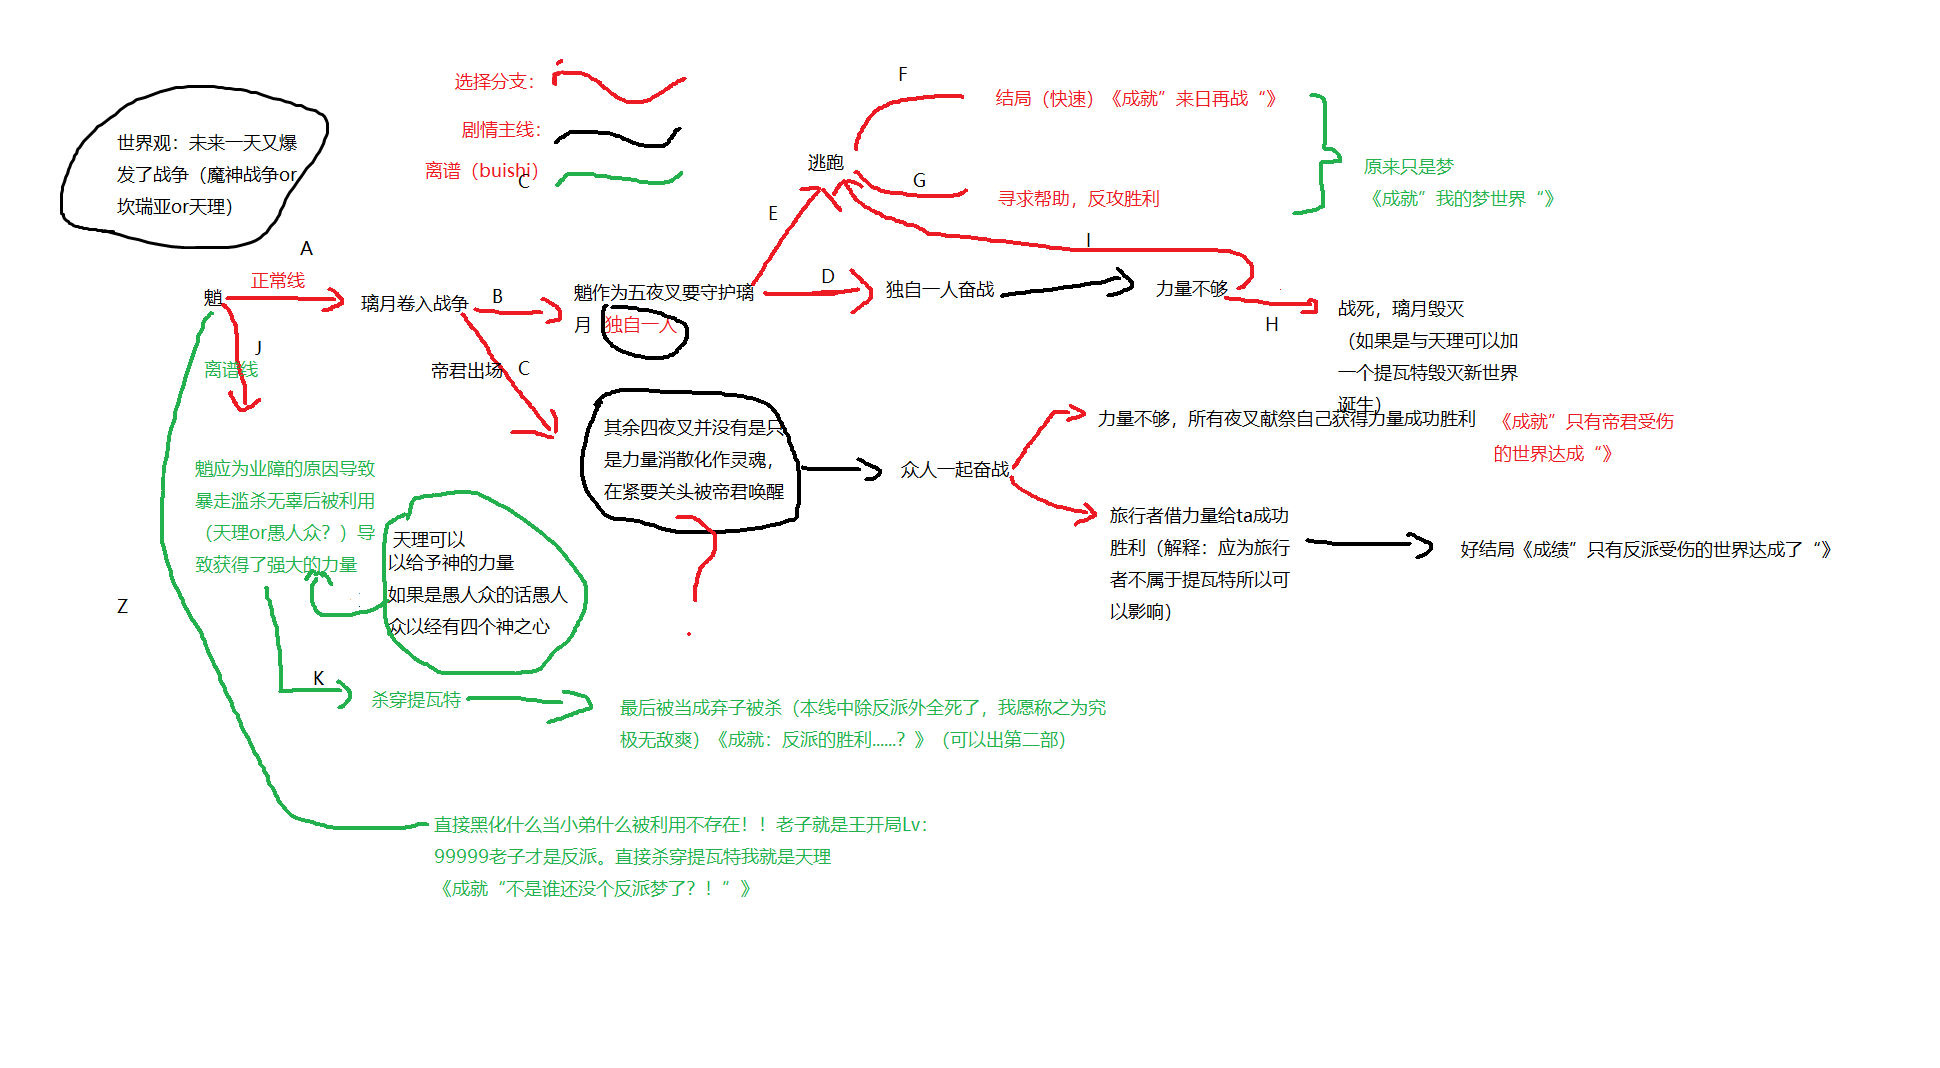 选择分支：
剧情主线：
离谱（buishi）
C
世界观：未来一天又爆
发了战争（魔神战争or
坎瑞亚or天理）
F
结局（快速）《成就”来日再战“》
逃跑
原来只是梦
《成就”我的梦世界“》
G
寻求帮助，反攻胜利
E
I
A
正常线
魈
璃月卷入战争
B
魈作为五夜叉要守护璃
月
独自一人
D
独自一人奋战
力量不够
H
战死，璃月毁灭
（如果是与天理可以加
一个提瓦特毁灭新世界
诞生）
J
离谱线
帝君出场
C
其余四夜叉并没有是只
是力量消散化作灵魂，
在紧要关头被帝君唤醒
众人一起奋战
力量不够，所有夜叉献祭自己获得力量成功胜利
《成就”只有帝君受伤
的世界达成“》
旅行者借力量给ta成功
胜利（解释：应为旅行
者不属于提瓦特所以可
以影响）
好结局《成绩”只有反派受伤的世界达成了“》
魈应为业障的原因导致
暴走滥杀无辜后被利用
（天理or愚人众？）导
致获得了强大的力量
天理可以
以给予神的力量
如果是愚人众的话愚人
众以经有四个神之心
Z
K
杀穿提瓦特
最后被当成弃子被杀（本线中除反派外全死了，我愿称之为究
极无敌爽）《成就：反派的胜利......？》（可以出第二部）
直接黑化什么当小弟什么被利用不存在！！老子就是王开局Lv：
99999老子才是反派。直接杀穿提瓦特我就是天理
《成就“不是谁还没个反派梦了？！”》